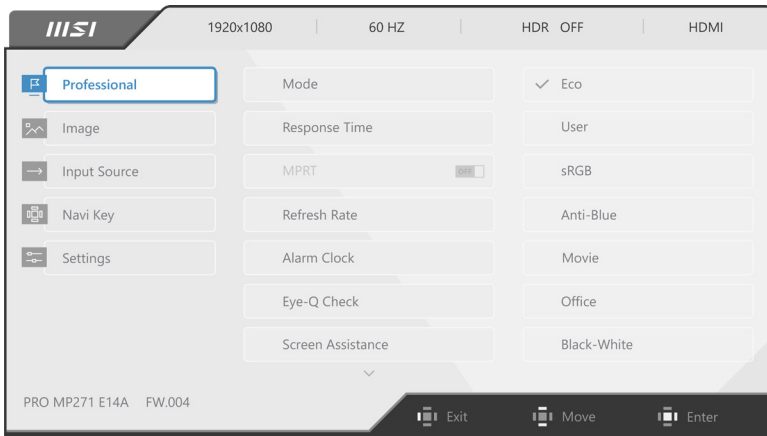 msi 1920x1080 60 HZ HDR OFF HDMI
Professional Mode Eco
Image Response Time User
Input Source MPRT OFF sRGB
Navi Key Refresh Rate Anti-Blue
Settings Alarm Clock Movie
Eye-Q Check Office
Screen Assistance Black-White
PRO MP271 E14A FW.004 Exit Move Enter